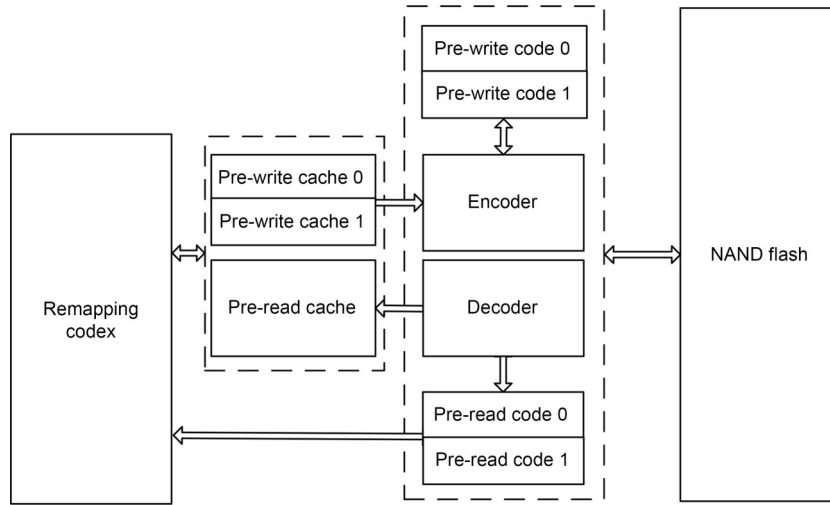 Remapping
codex
Pre-write cache 0
Pre-write cache 1
Pre-read cache
Pre-write code 0
Pre-write code 1
Encoder
Decoder
Pre-read code 0
Pre-read code 1
NAND flash